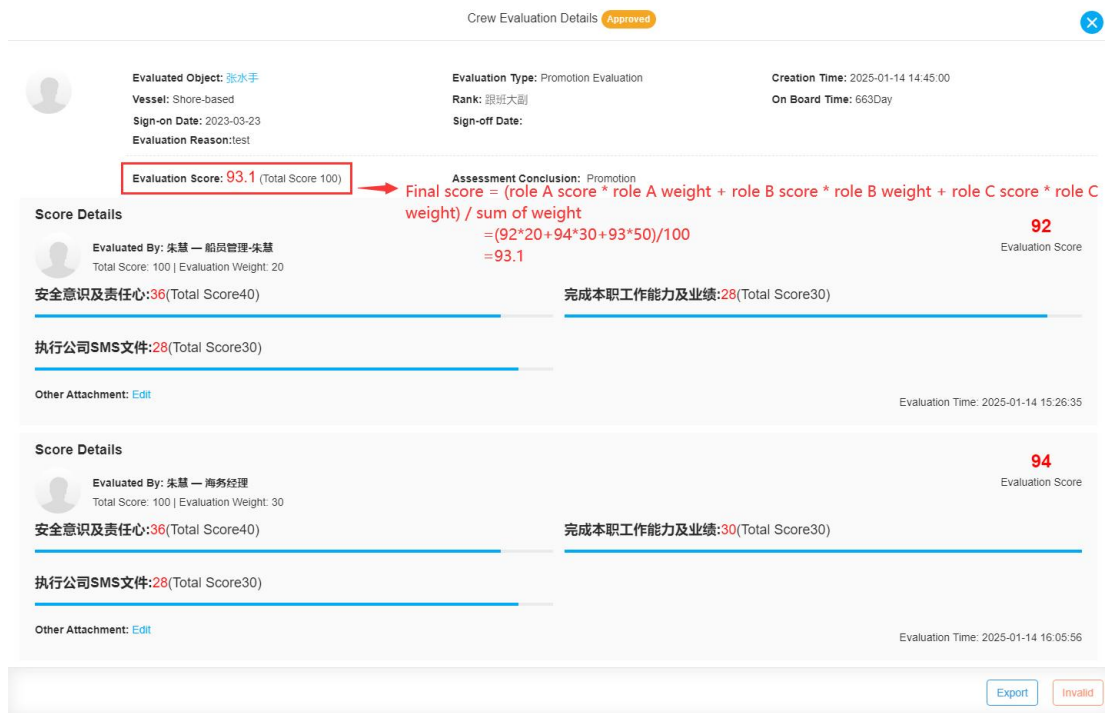 Crew Evaluation Details Approved
Evaluated Object: 张水手
Evaluation Type: Promotion Evaluation
Creation Time: 2025-01-14 14:45:00
Vessel: Shore-based
Rank: 跟班大副
On Board Time: 663Day
Sign-on Date: 2023-03-23
Sign-off Date:
Evaluation Reason:test
Evaluation Score: 93.1 (Total Score 100)
Assessment Conclusion: Promotion
Final score = (role A score * role A weight + role B score * role B weight + role C score * role C
weight) / sum of weight
=(92*20+94*30+93*50)/100
=93.1
Score Details
92
Evaluation Score
Evaluated By: 朱慧 — 船员管理-朱慧
Total Score: 100 | Evaluation Weight: 20
安全意识及责任心:36(Total Score40)
完成本职工作能力及业绩:28(Total Score30)
执行公司SMS文件:28(Total Score30)
Other Attachment: Edit
Evaluation Time: 2025-01-14 15:26:35
Score Details
94
Evaluation Score
Evaluated By: 朱慧 — 海务经理
Total Score: 100 | Evaluation Weight: 30
安全意识及责任心:36(Total Score40)
完成本职工作能力及业绩:30(Total Score30)
执行公司SMS文件:28(Total Score30)
Other Attachment: Edit
Evaluation Time: 2025-01-14 16:05:56
Export
Invalid